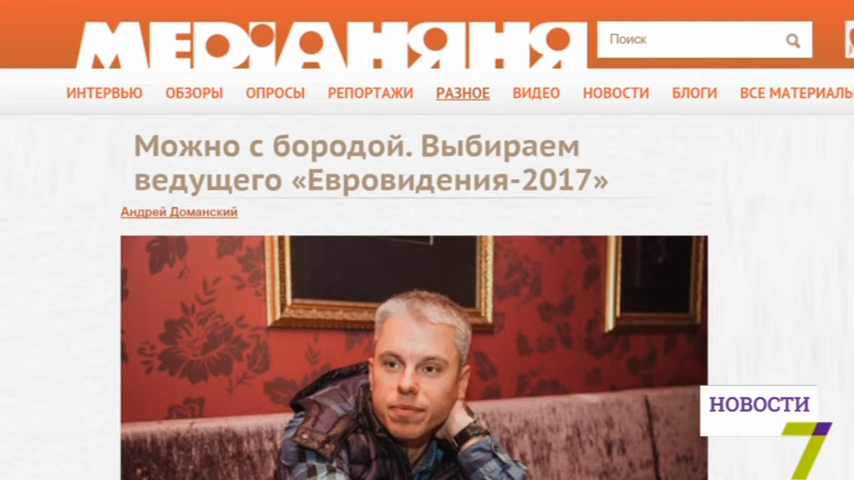 МЕDIАНЯНЯ
Поиск
ИНТЕРВЬЮ ОБЗОРЫ ОПРОСЫ РЕПОРТАЖИ РАЗНОЕ ВИДЕО НОВОСТИ БЛОГИ ВСЕ МАТЕРИАЛЫ
Можно с бородой. Выбираем
ведущего «Евровидения-2017»
Андрей Доманский
НОВОСТИ
7